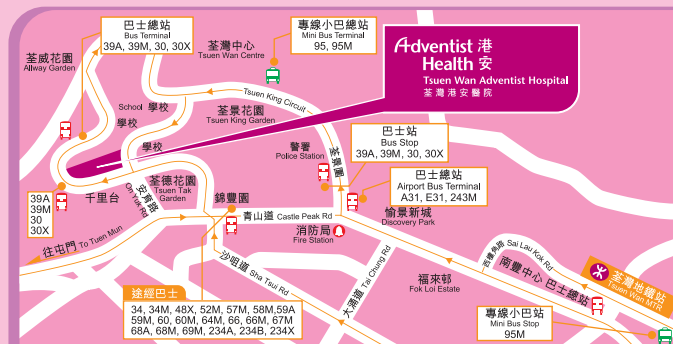 巴士總站
Bus Terminal
39A, 39M, 30, 30X
荃威花園
Allway Garden
荃灣中心
Tsuen Wan Centre
專線小巴總站
Mini Bus Terminal
95, 95M
Adventist 港
Health 安
Tsuen Wan Adventist Hospital
荃灣港安醫院
School 學校
學校
學校
Tsuen King Circuit
荃景花園
Tsuen King Garden
警署
Police Station
荃景圍
巴士站
Bus Stop
39A, 39M, 30, 30X
巴士總站
Airport Bus Terminal
A31, E31, 243M
39A
39M
30
30X
千里台
安育路
On Yuk Rd
荃德花園
Tsuen Tak
Garden
錦豐園
青山道 Castle Peak Rd
愉景新城
Discovery Park
消防局
Fire Station
往屯門 To Tuen Mun
沙咀道 Sha Tsui Rd
大涌道 Tai Chung Rd
福來邨
Fok Loi Estate
西樓角路 Sai Lau Kok Rd
南豐中心 巴士總站
荃灣地鐵站
Tsuen Wan MTR
途經巴士
34, 34M, 48X, 52M, 57M, 58M,59A
59M, 60, 60M, 64M, 66, 66M, 67M
68A, 68M, 69M, 234A, 234B, 234X
專線小巴站
Mini Bus Stop
95M